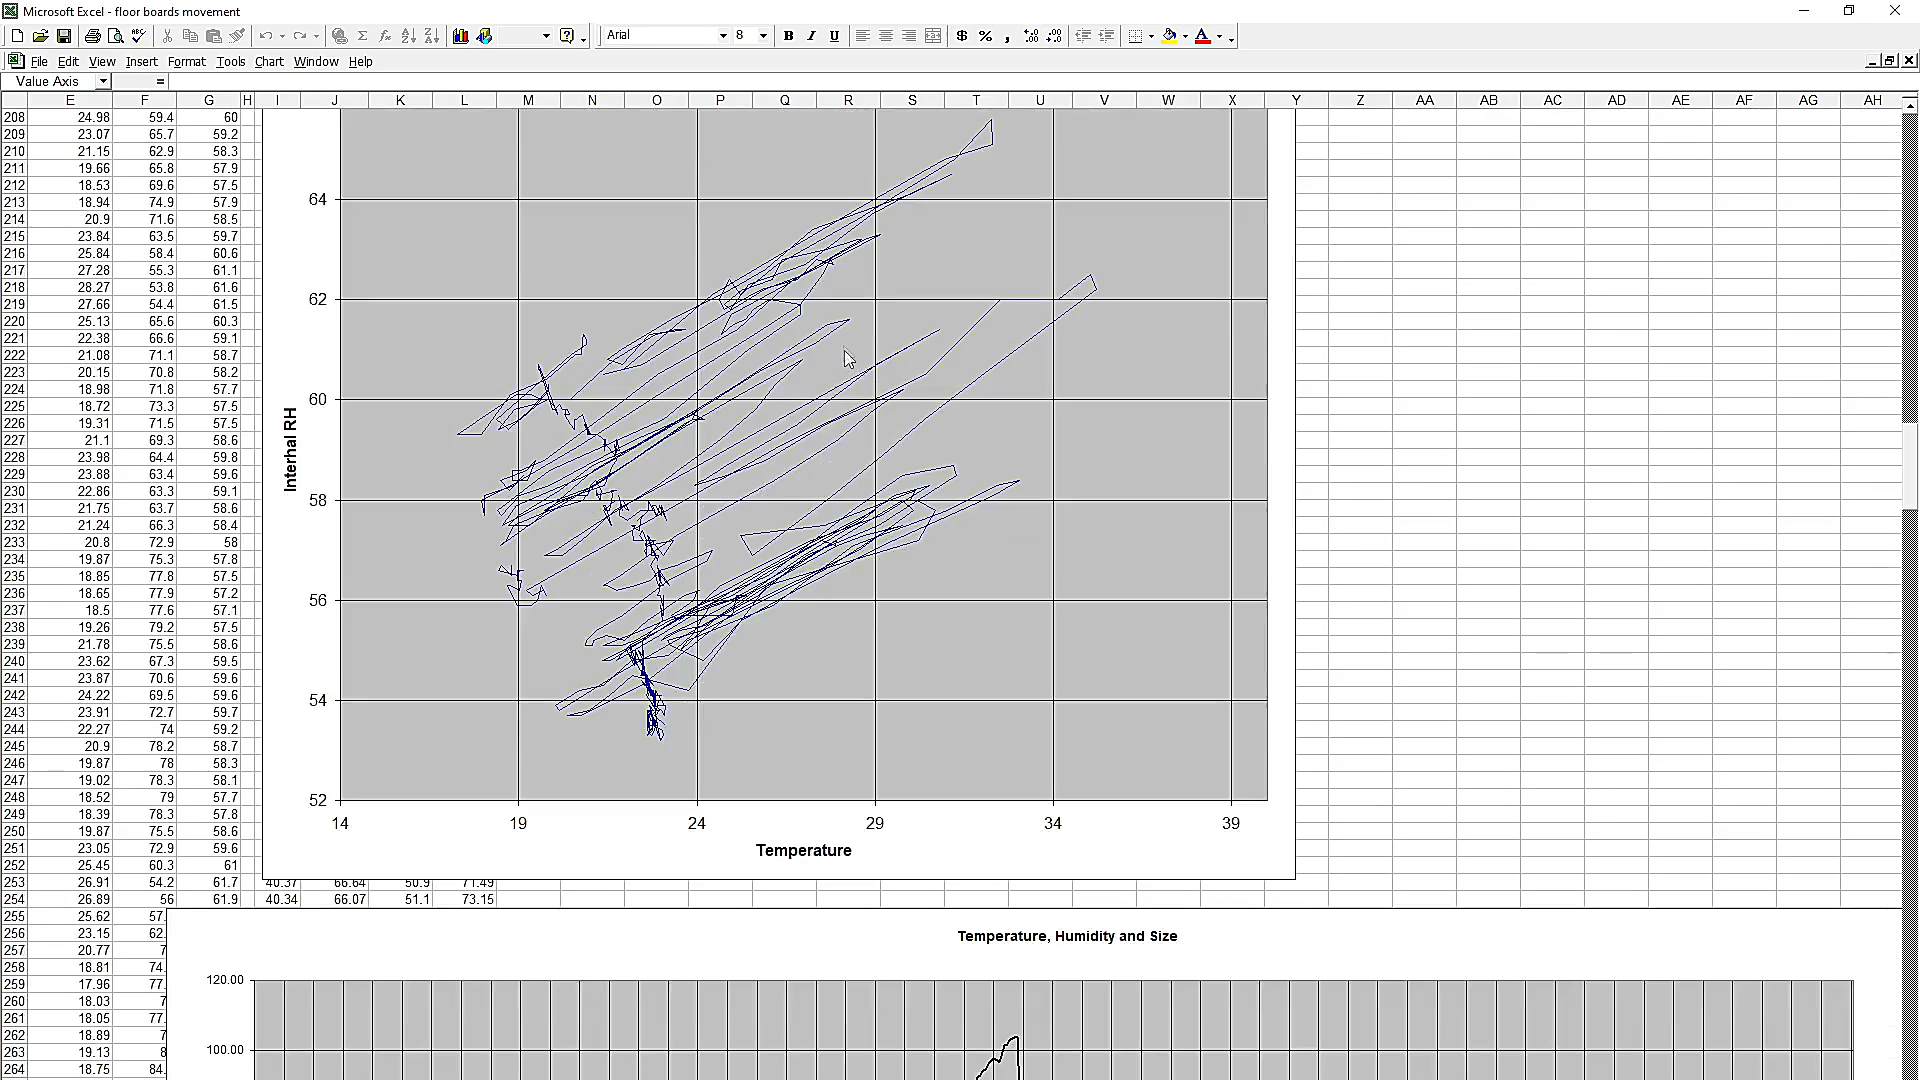 Microsoft Excel - floor boards movement
Arial 8 B I U $ % ,
File Edit View Insert Format Tools Chart Window Help
Value Axis =
E F G H I J K L M N O P Q R S T U V W X Y Z AA AB AC AD AE AF AG AH
208 24.98 59.4 60
209 23.07 65.7 59.2
210 21.15 62.9 58.3
211 19.66 65.8 57.9
212 18.53 69.6 57.5
213 18.94 74.9 57.9
214 20.9 71.6 58.5
215 23.84 63.5 59.7
216 25.84 58.4 60.6
217 27.28 55.3 61.1
218 28.27 53.8 61.6
219 27.66 54.4 61.5
220 25.13 65.6 60.3
221 22.38 66.6 59.1
222 21.08 71.1 58.7
223 20.15 70.8 58.2
224 18.98 71.8 57.7
225 18.72 73.3 57.5
226 19.31 71.5 57.5
227 21.1 69.3 58.6
228 23.98 64.4 59.8
229 23.88 63.4 59.6
230 22.86 63.3 59.1
231 21.75 63.7 58.6
232 21.24 66.3 58.4
233 20.8 72.9 58
234 19.87 75.3 57.8
235 18.85 77.8 57.5
236 18.65 77.9 57.2
237 18.5 77.6 57.1
238 19.26 79.2 57.5
239 21.78 75.5 58.6
240 23.62 67.3 59.5
241 23.87 70.6 59.6
242 24.22 69.5 59.6
243 23.91 72.7 59.7
244 22.27 74 59.2
245 20.9 78.2 58.7
246 19.87 78 58.3
247 19.02 78.3 58.1
248 18.52 79 57.7
249 18.39 78.3 57.8
250 19.87 75.5 58.6
251 23.05 72.9 59.6
252 25.45 60.3 61
253 26.91 54.2 61.7 40.37 66.64 50.9 71.49
254 26.89 56 61.9 40.34 66.07 51.1 73.15
255 25.62 57.
256 23.15 62.
257 20.77 7
258 18.81 74.
259 17.96 77.
260 18.03 7
261 18.05 77.
262 18.89 7
263 19.13 8
264 18.75 84.
64
62
60
58
56
54
52
Interhal RH
14 19 24 29 34 39
Temperature
Temperature, Humidity and Size
120.00
100.00